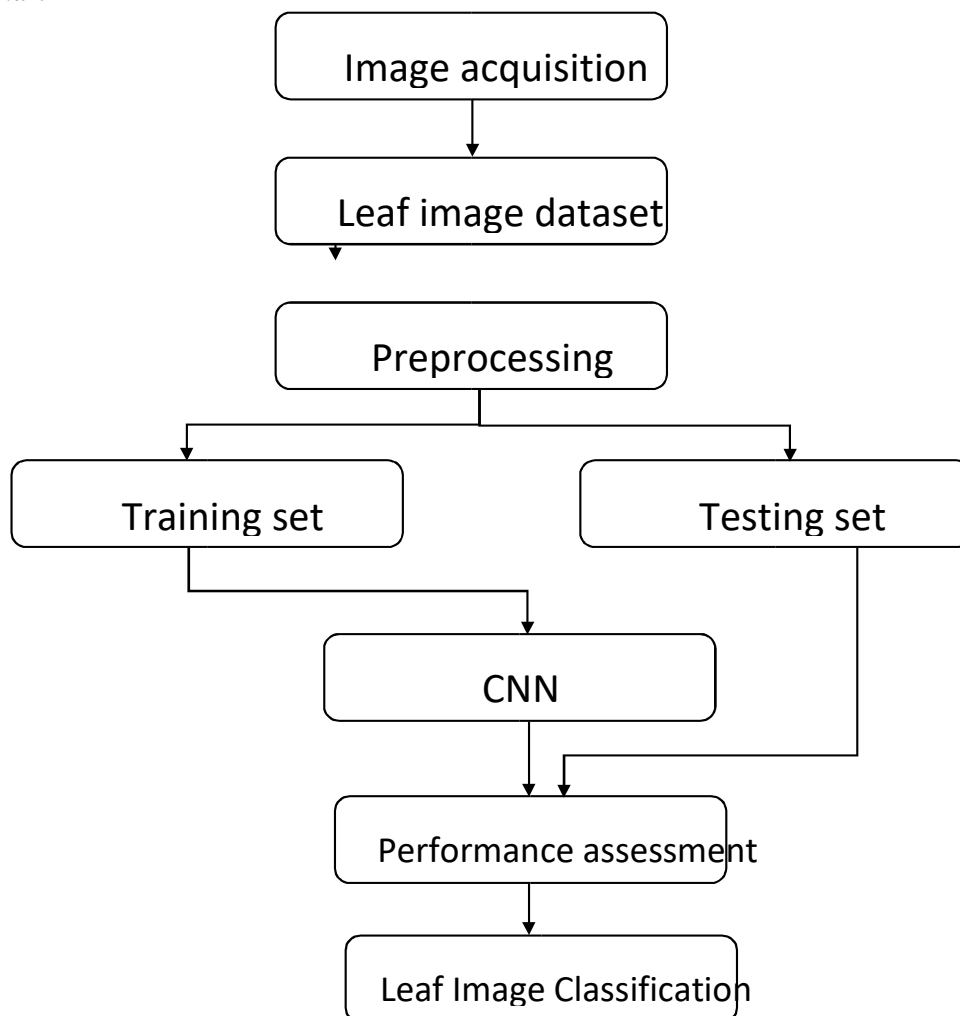 Image acquisition
Leaf image dataset
Preprocessing
Training set
Testing set
CNN
Performance assessment
Leaf Image Classification